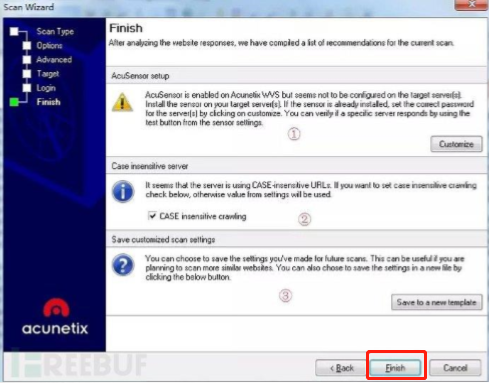 Scan Wizard
Scan Type
Options
Advanced
Target
Login
Finish
Finish
After analyzing the website responses, we have compiled a list of recommendations for the current scan.
AcuSensor setup
AcuSensor is enabled on Acunetix WVS but seems not to be configured on the target server(s).
Install the sensor on your target server(s). If the sensor is already installed, set the correct password
for the server(s) by clicking on customize. You can verify if a specific server responds by using the
test button from the sensor settings.
①
Customize
Case insensitive server
It seems that the server is using CASE-insensitive URLs. If you want to set case insensitive crawling
check below, otherwise value from settings will be used.
CASE insensitive crawling
②
Save customized scan settings
You can choose to save the settings you've made for future scans. This can be useful if you are
planning to scan more similar websites. You can also chose to save the settings in a new file by
clicking the below button.
③
Save to a new template
acunetix
FREEBUF
< Back
Finish
Cancel